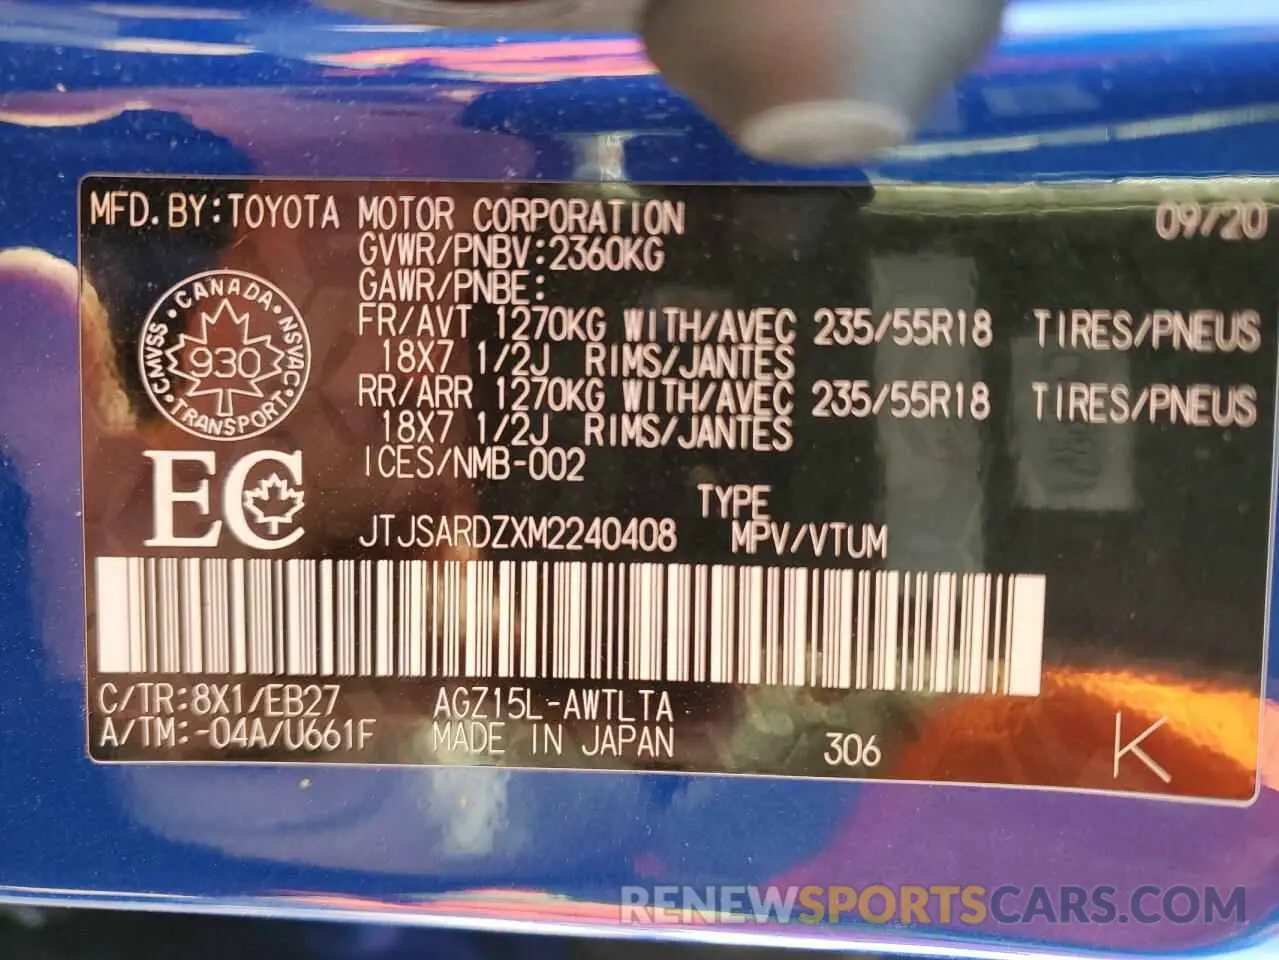 MFD. BY: TOYOTA MOTOR CORPORATION 09/20
GVWR/PNBV: 2360KG
GAWR/PNBE:
FR/AVT 1270KG WITH/AVEC 235/55R18 TIRES/PNEUS
18X7 1/2J RIMS/JANTES
RR/ARR 1270KG WITH/AVEC 235/55R18 TIRES/PNEUS
18X7 1/2J RIMS/JANTES
ICES/NMB-002
CANADA
CMVSS 930 NSVAC
TRANSPORT
EC
TYPE
JTJSARDZXM2240408 MPV/VTUM
C/TR: 8X1/EB27 AGZ15L-AWTLTA
A/TM: -04A/U661F MADE IN JAPAN 306 K
RENEWSPORTSCARS.COM